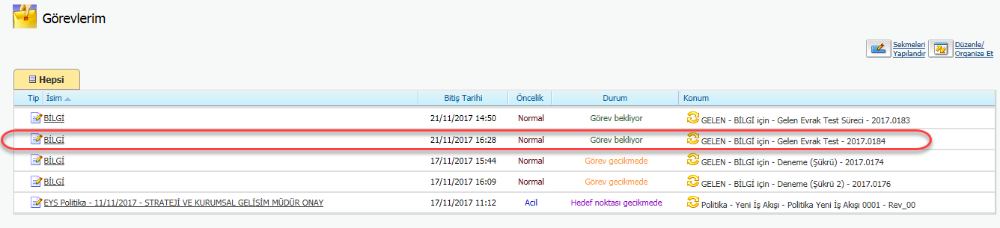 Görevlerim
Sekmeleri Yapılandır
Düzenle/ Organize Et
Hepsi
Tip İsim Bitiş Tarihi Öncelik Durum Konum
BİLGİ 21/11/2017 14:50 Normal Görev bekliyor GELEN - BİLGİ için - Gelen Evrak Test Süreci - 2017.0183
BİLGİ 21/11/2017 16:28 Normal Görev bekliyor GELEN - BİLGİ için - Gelen Evrak Test - 2017.0184
BİLGİ 17/11/2017 15:44 Normal Görev gecikmede GELEN - BİLGİ için - Deneme (Şükrü) - 2017.0174
BİLGİ 17/11/2017 16:09 Normal Görev gecikmede GELEN - BİLGİ için - Deneme (Şükrü 2) - 2017.0176
EYS Politika - 11/11/2017 - STRATEJİ VE KURUMSAL GELİŞİM MÜDÜR ONAY 17/11/2017 11:12 Acil Hedef noktası gecikmede Politika - Yeni İş Akışı - Politika Yeni İş Akışı 0001 - Rev_00